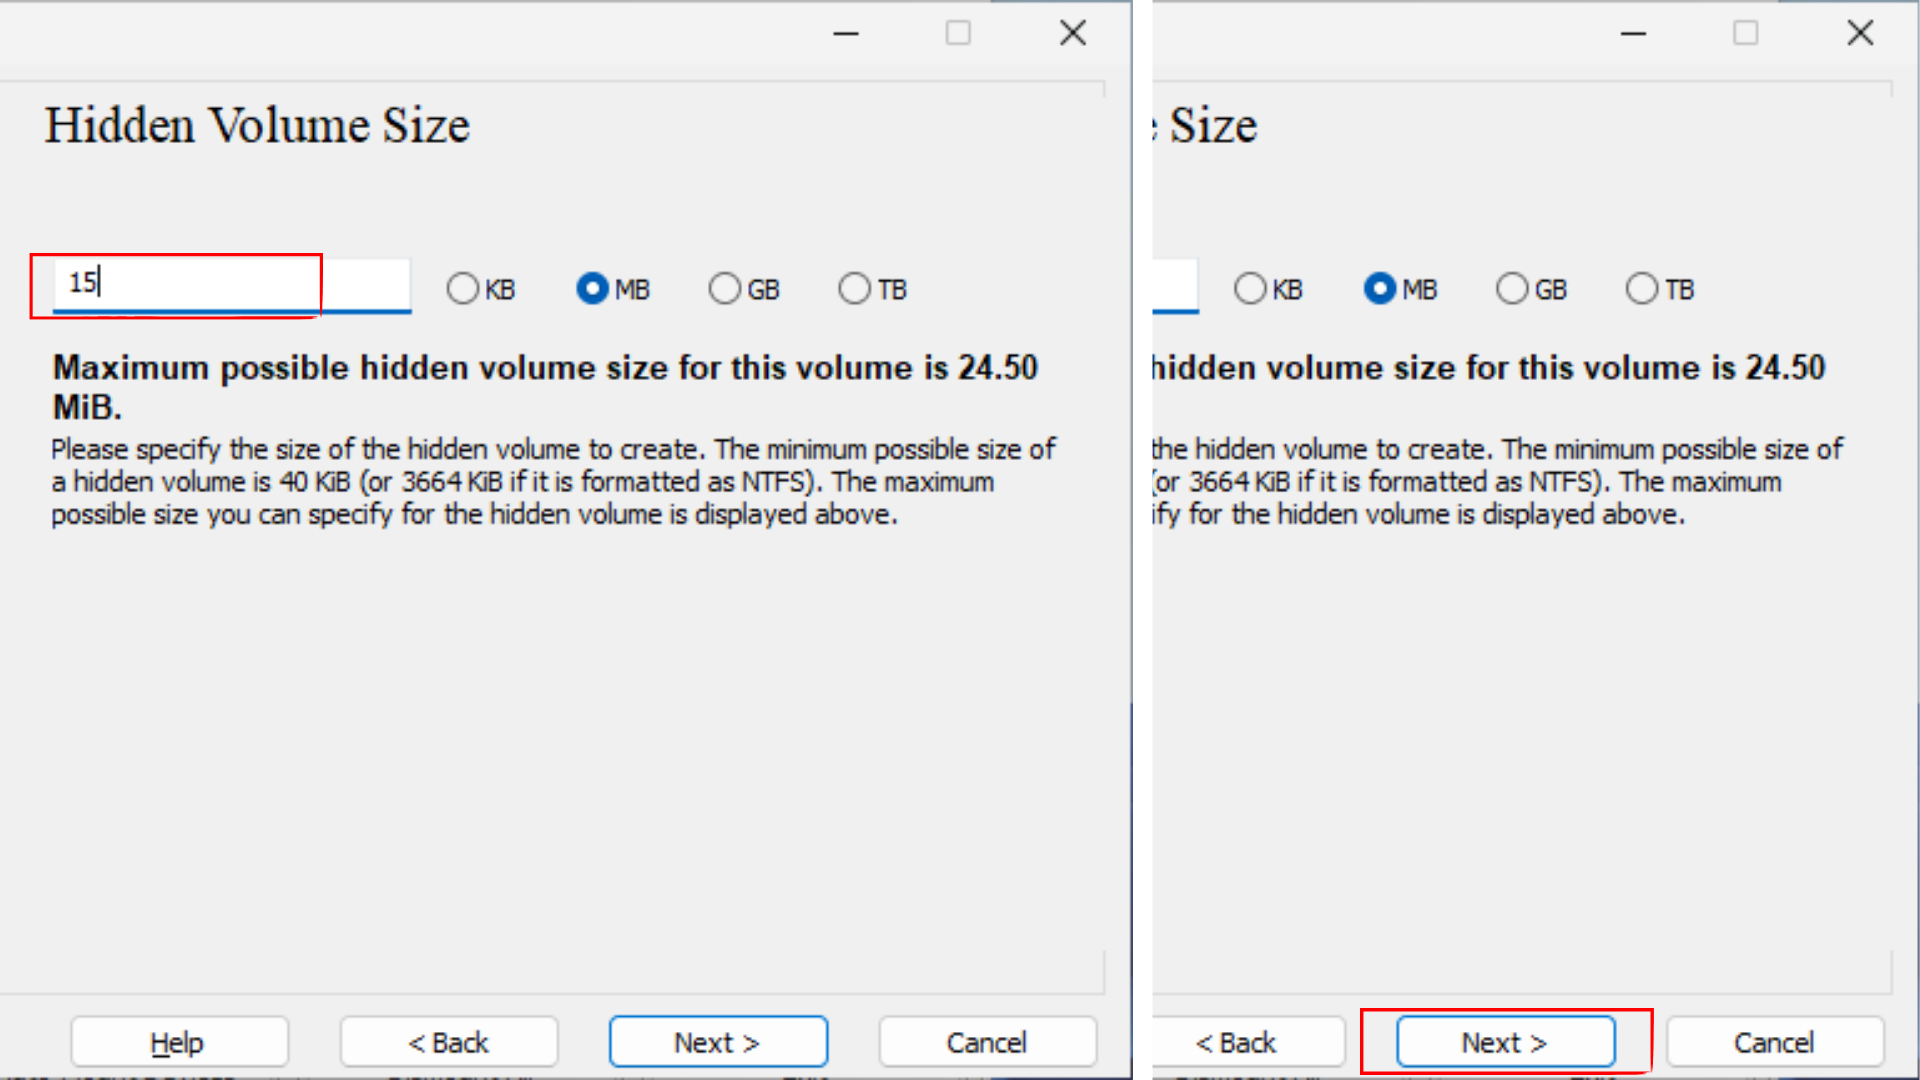 Hidden Volume Size
15
KB MB GB TB
Maximum possible hidden volume size for this volume is 24.50
MiB.
Please specify the size of the hidden volume to create. The minimum possible size of
a hidden volume is 40 KiB (or 3664 KiB if it is formatted as NTFS). The maximum
possible size you can specify for the hidden volume is displayed above.
Help < Back Next > Cancel
Size
KB MB GB TB
hidden volume size for this volume is 24.50
the hidden volume to create. The minimum possible size of
(or 3664 KiB if it is formatted as NTFS). The maximum
ify for the hidden volume is displayed above.
< Back Next > Cancel